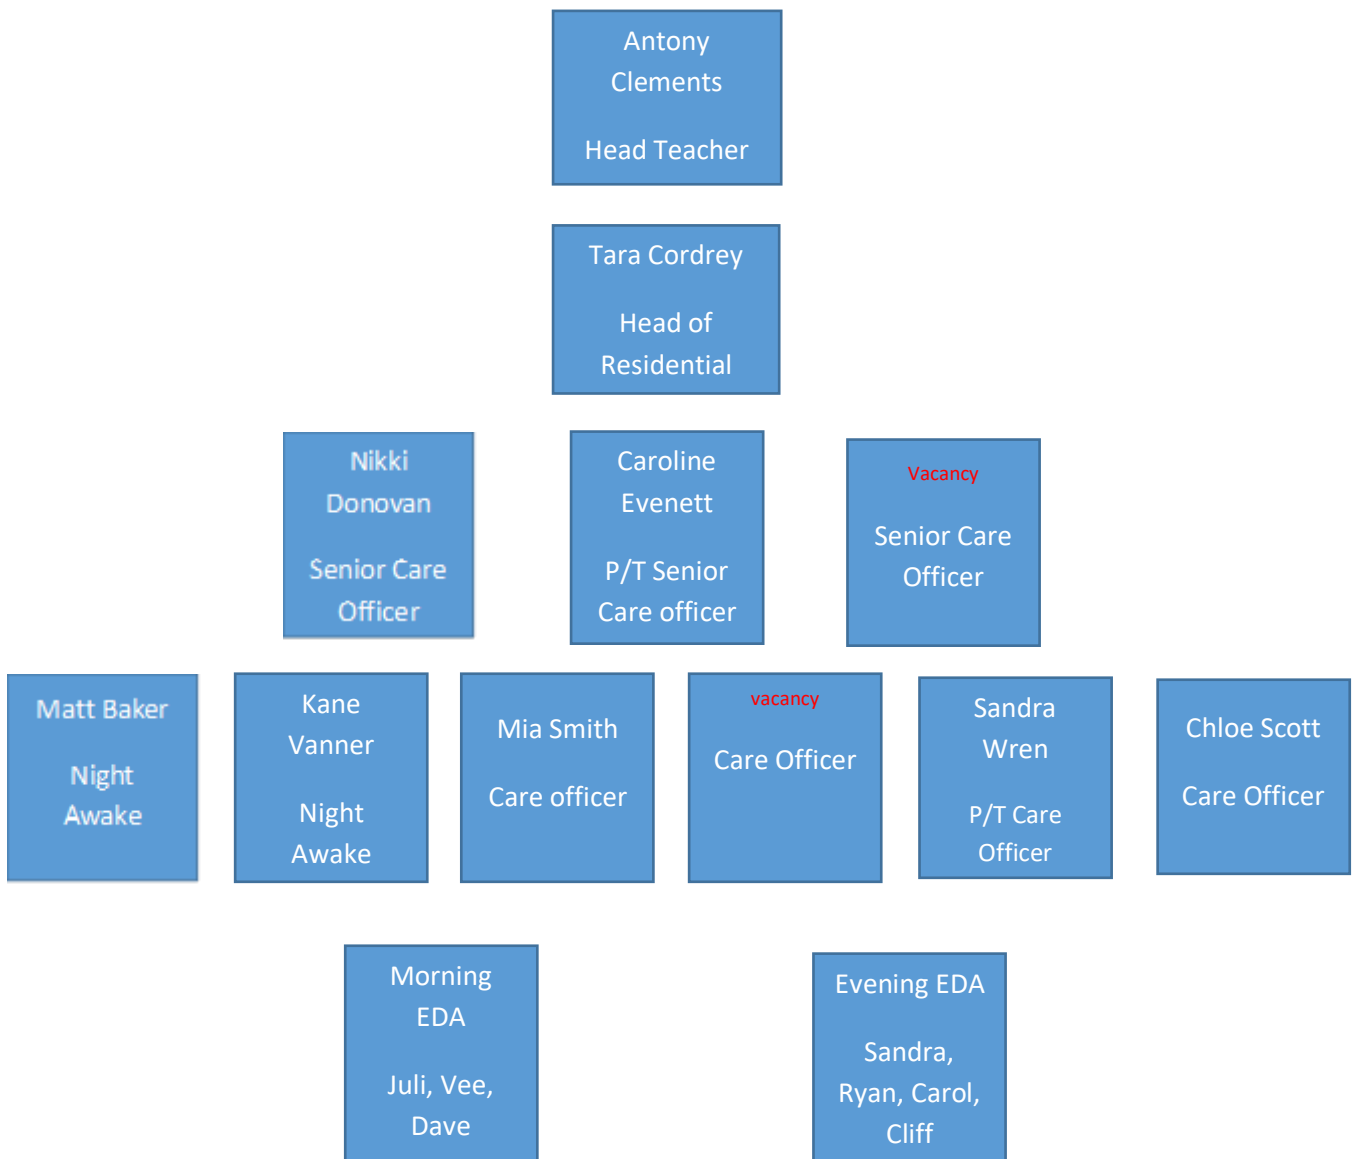 Antony
Clements
Head Teacher
Tara Cordrey
Head of
Residential
Nikki
Donovan
Senior Care
Officer
Caroline
Evenett
P/T Senior
Care officer
Vacancy
Senior Care
Officer
Matt Baker
Night
Awake
Kane
Vanner
Night
Awake
Mia Smith
Care officer
vacancy
Care Officer
Sandra
Wren
P/T Care
Officer
Chloe Scott
Care Officer
Morning
EDA
Juli, Vee,
Dave
Evening EDA
Sandra,
Ryan, Carol,
Cliff